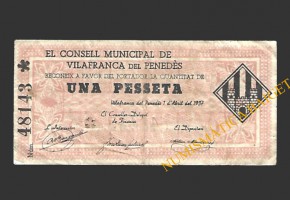 EL CONSELL MUNICIPAL DE
VILAFRANCA DEL PENEDÈS
RECONEIX A FAVOR DEL PORTADOR LA QUANTITAT DE
UNA PESSETA
Vilafranca del Penedès 1 d'Abril del 1937
El Conseller-Delegat
de Finances
El Dipositari
Núm. 48143 *